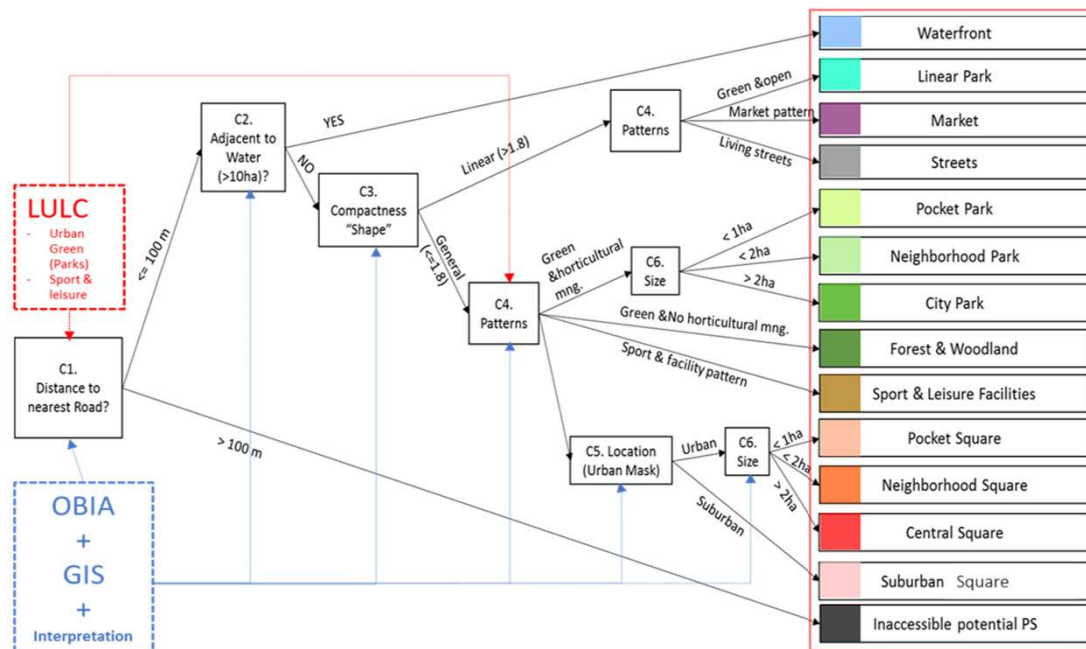 LULC
- Urban
Green
(Parks)
- Sport &
leisure
C1.
Distance to
nearest Road?
OBIA
+
GIS
+
Interpretation
<= 100 m
> 100 m
C2.
Adjacent to
Water
(>10ha)?
YES
NO
C3.
Compactness
“Shape”
Linear (>1.8)
General
(<=1.8)
C4.
Patterns
Green &open
Market pattern
Living streets
C4.
Patterns
Green
&horticultural
mng.
Green &No horticultural mng.
Sport & facility pattern
C6.
Size
< 1ha
< 2ha
> 2ha
C5. Location
(Urban Mask)
Urban
Suburban
C6.
Size
<1ha
< 2ha
> 2ha
Waterfront
Linear Park
Market
Streets
Pocket Park
Neighborhood Park
City Park
Forest & Woodland
Sport & Leisure Facilities
Pocket Square
Neighborhood Square
Central Square
Suburban Square
Inaccessible potential PS